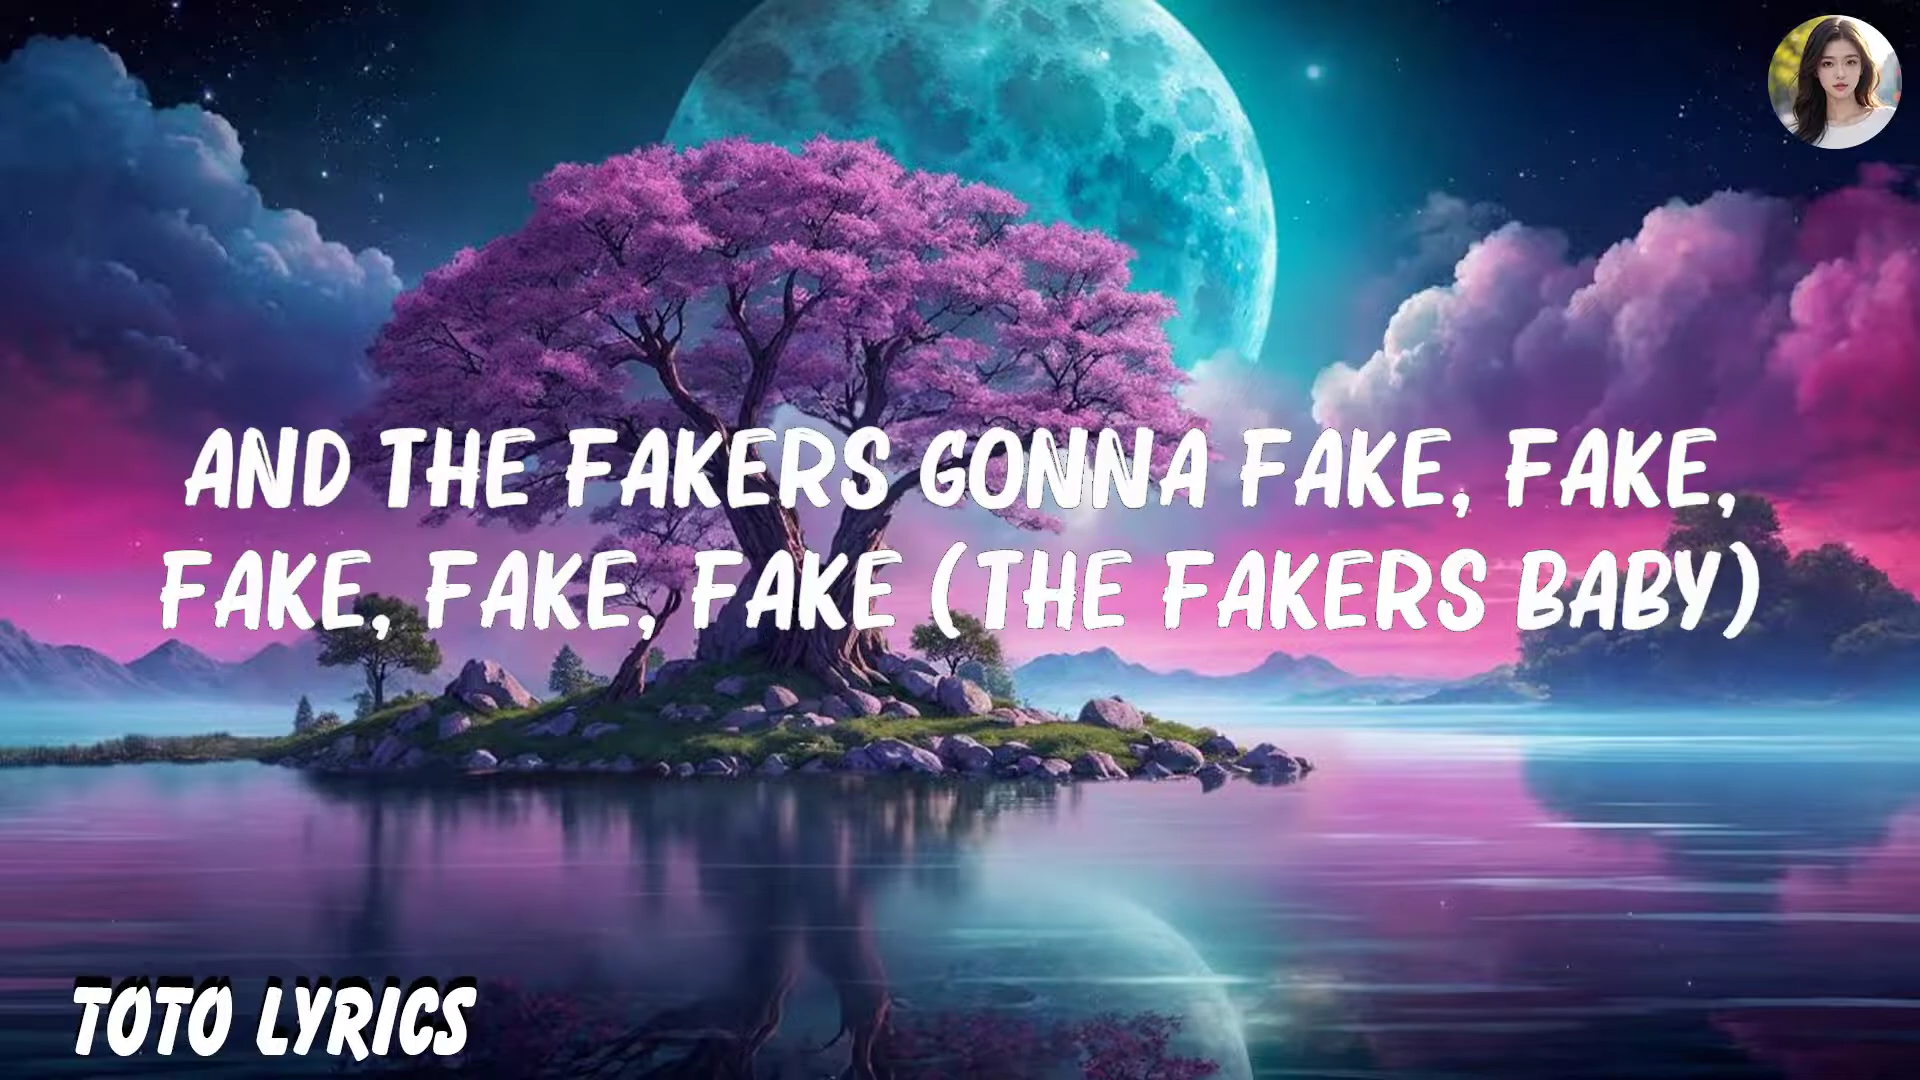 AND THE FAKERS GONNA FAKE, FAKE,
FAKE, FAKE, FAKE (THE FAKERS BABY)
TOTO LYRICS